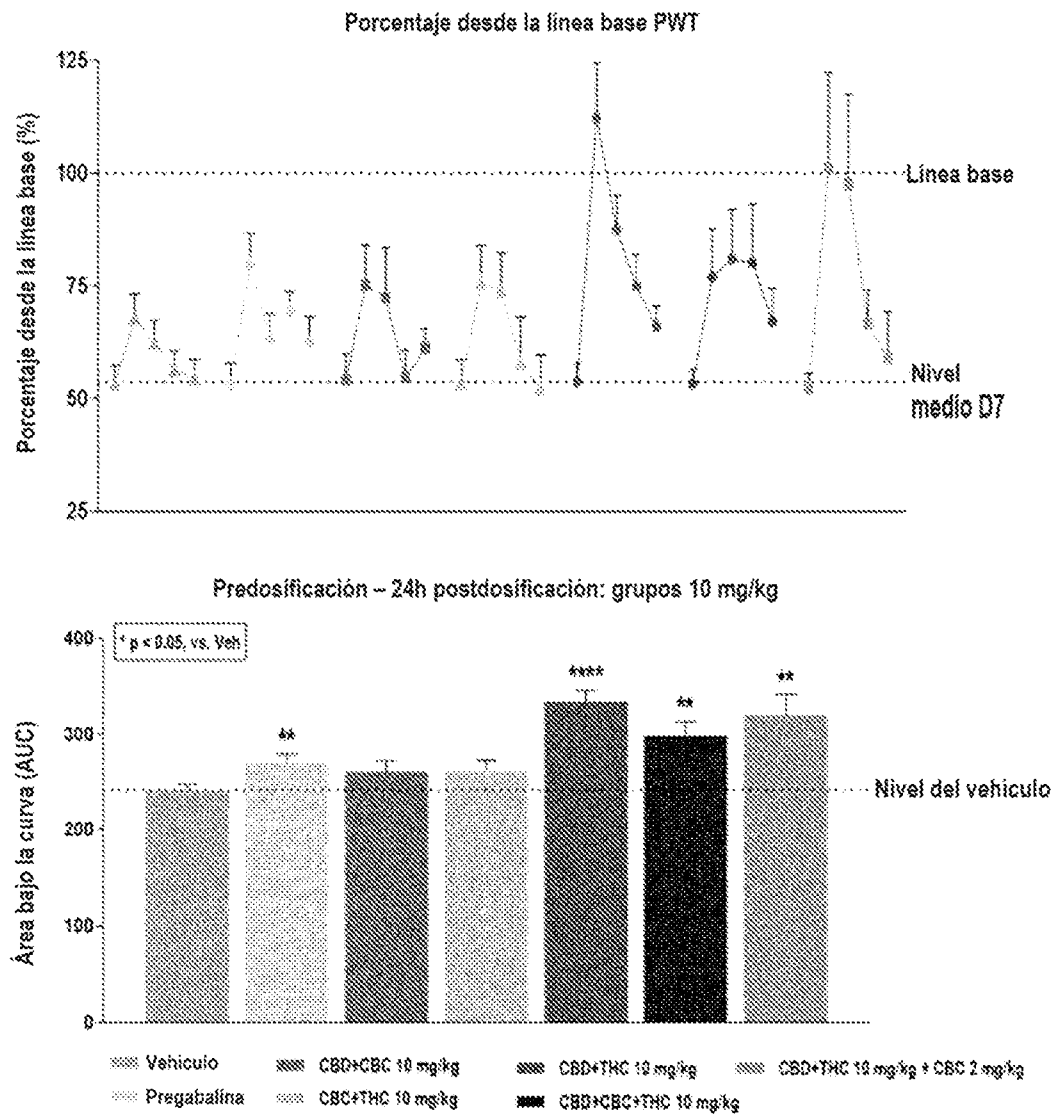 Porcentaje desde la línea base PWT
Porcentaje desde la línea base (%)
125
100
75
50
25
Línea base
Nivel
medio D7
Predosificación – 24h postdosificación: grupos 10 mg/kg
Área bajo la curva (AUC)
400
300
200
100
0
* p < 0.05, vs. Veh
**
****
**
**
Nivel del vehículo
Vehículo
CBD+CBC 10 mg/kg
CBD+THC 10 mg/kg
CBD+THC 10 mg/kg + CBC 2 mg/kg
Pregabalina
CBC+THC 10 mg/kg
CBD+CBC+THC 10 mg/kg